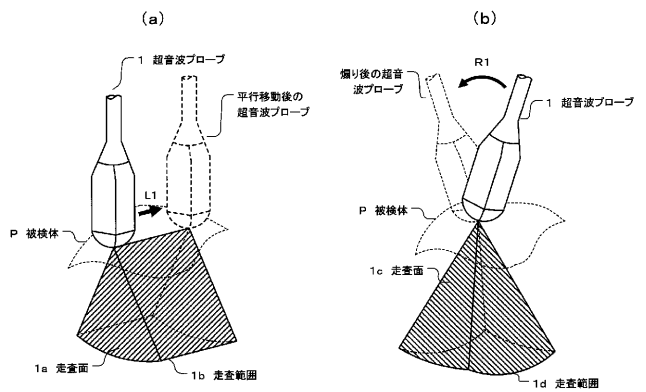 (a)
1 超音波プローブ
平行移動後の
超音波プローブ
L1
P 被検体
1a 走査面
1b 走査範囲
(b)
R1
煽り後の超音
波プローブ
1 超音波プローブ
P 被検体
1c 走査面
1d 走査範囲